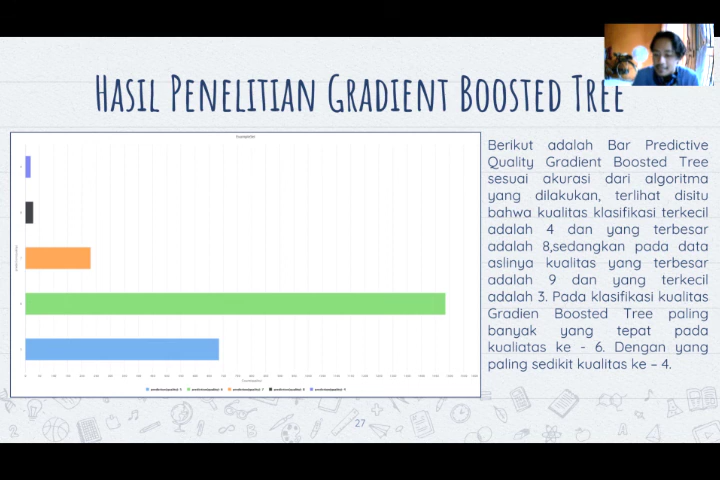 HASIL PENELITIAN GRADIENT BOOSTED TREE
Berikut adalah Bar Predictive
Quality Gradient Boosted Tree
sesuai akurasi dari algoritma
yang dilakukan, terlihat disitu
bahwa kualitas klasifikasi terkecil
adalah 4 dan yang terbesar
adalah 8,sedangkan pada data
aslinya kualitas yang terbesar
adalah 9 dan yang terkecil
adalah 3. Pada klasifikasi kualitas
Gradien Boosted Tree paling
banyak yang tepat pada
kualiatas ke - 6. Dengan yang
paling sedikit kualitas ke – 4.
27